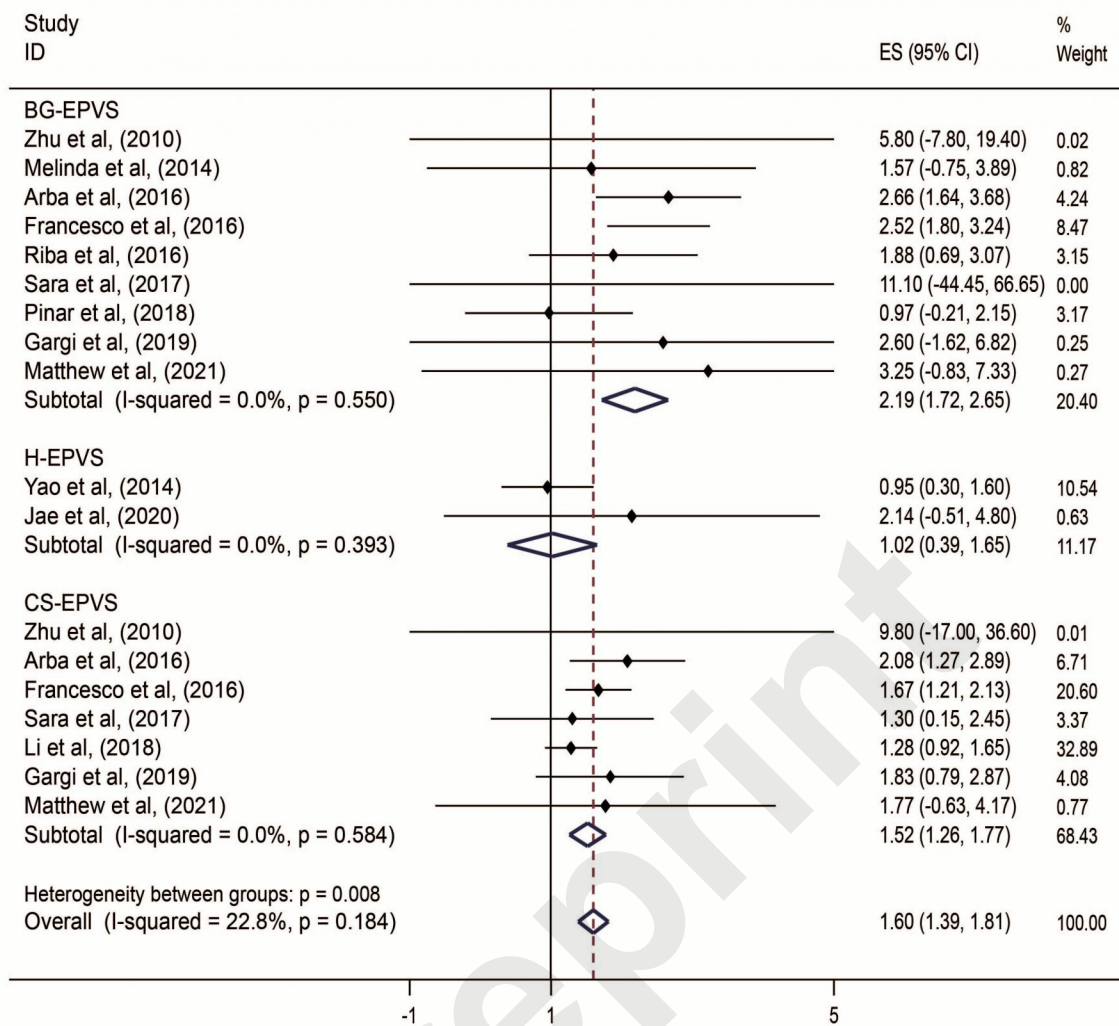 Study %
ID ES (95% CI) Weight
BG-EPVS
Zhu et al, (2010) 5.80 (-7.80, 19.40) 0.02
Melinda et al, (2014) 1.57 (-0.75, 3.89) 0.82
Arba et al, (2016) 2.66 (1.64, 3.68) 4.24
Francesco et al, (2016) 2.52 (1.80, 3.24) 8.47
Riba et al, (2016) 1.88 (0.69, 3.07) 3.15
Sara et al, (2017) 11.10 (-44.45, 66.65) 0.00
Pinar et al, (2018) 0.97 (-0.21, 2.15) 3.17
Gargi et al, (2019) 2.60 (-1.62, 6.82) 0.25
Matthew et al, (2021) 3.25 (-0.83, 7.33) 0.27
Subtotal (I-squared = 0.0%, p = 0.550) 2.19 (1.72, 2.65) 20.40
H-EPVS
Yao et al, (2014) 0.95 (0.30, 1.60) 10.54
Jae et al, (2020) 2.14 (-0.51, 4.80) 0.63
Subtotal (I-squared = 0.0%, p = 0.393) 1.02 (0.39, 1.65) 11.17
CS-EPVS
Zhu et al, (2010) 9.80 (-17.00, 36.60) 0.01
Arba et al, (2016) 2.08 (1.27, 2.89) 6.71
Francesco et al, (2016) 1.67 (1.21, 2.13) 20.60
Sara et al, (2017) 1.30 (0.15, 2.45) 3.37
Li et al, (2018) 1.28 (0.92, 1.65) 32.89
Gargi et al, (2019) 1.83 (0.79, 2.87) 4.08
Matthew et al, (2021) 1.77 (-0.63, 4.17) 0.77
Subtotal (I-squared = 0.0%, p = 0.584) 1.52 (1.26, 1.77) 68.43
Heterogeneity between groups: p = 0.008
Overall (I-squared = 22.8%, p = 0.184) 1.60 (1.39, 1.81) 100.00
-1 1 5
eprint